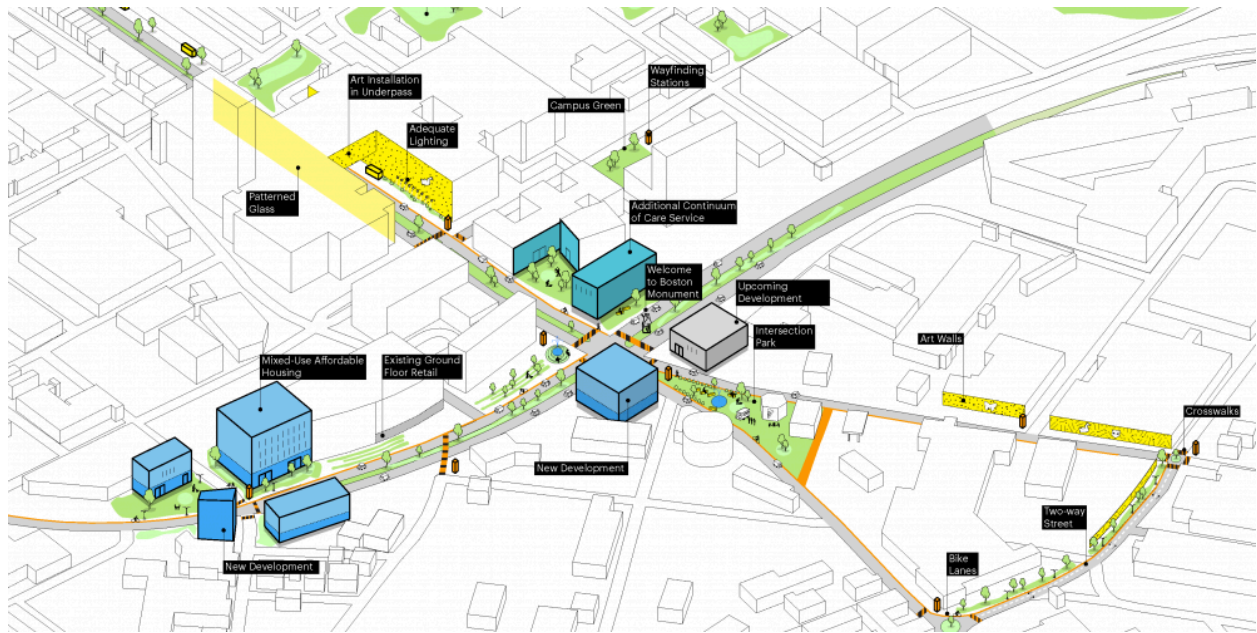 Wayfinding
Stations
Art Installation
in Underpass
Campus Green
Adequate
Lighting
Patterned
Glass
Additional Continuum
of Care Service
Welcome
to Boston
Monument
Upcoming
Development
Intersection
Park
Art Walls
Mixed-Use Affordable
Housing
Existing Ground
Floor Retail
Crosswalks
New Development
Two-way
Street
Bike
Lanes
New Development